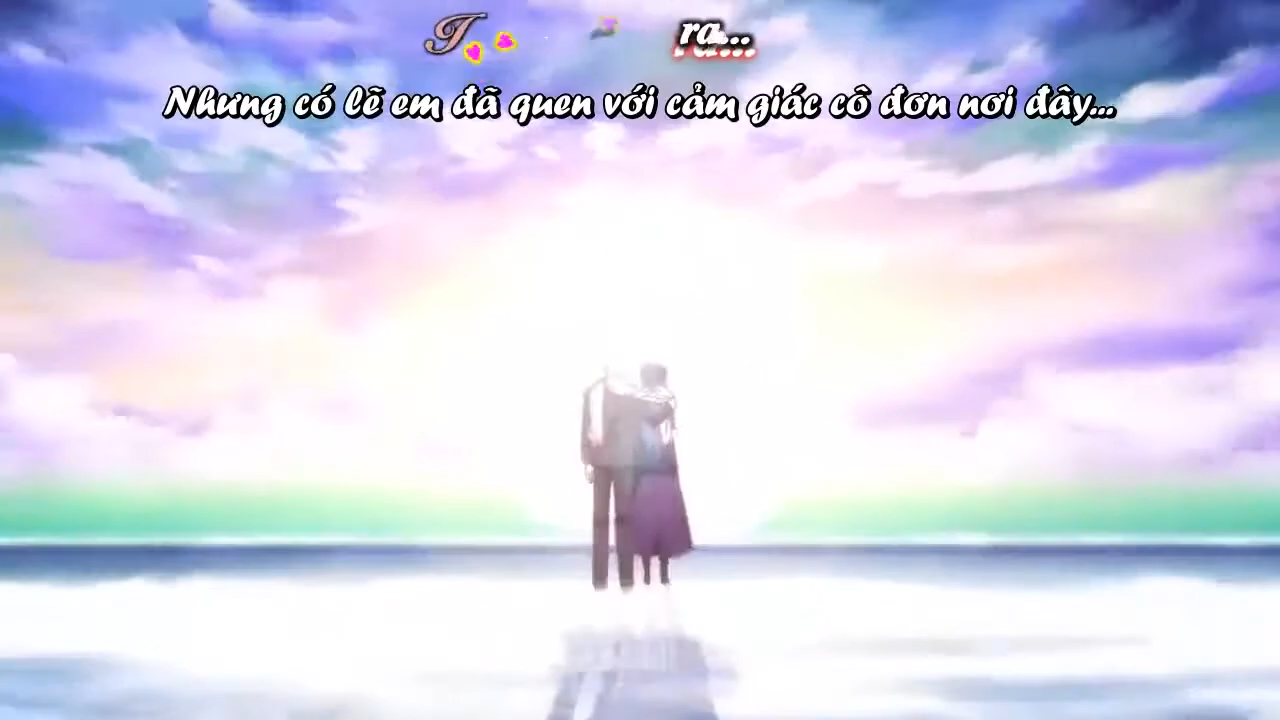 T ra...
Nhưng có lẽ em đã quen với cảm giác cô đơn nơi đây...